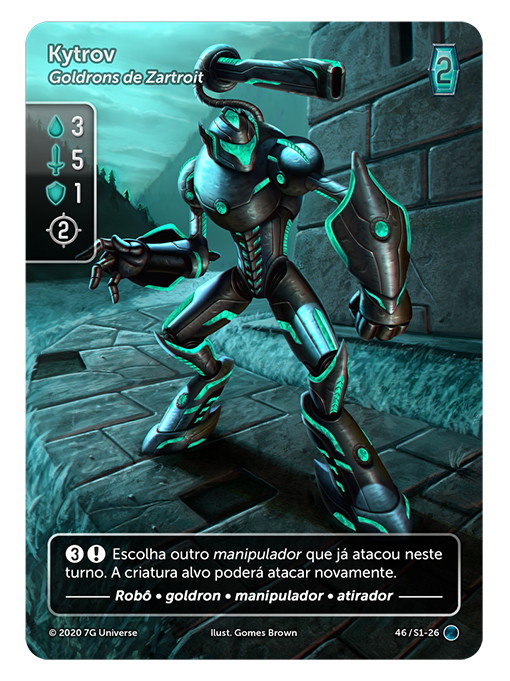 Kytrov
Goldrons de Zartroit
2
3
5
1
2
3 ! Escolha outro manipulador que já atacou neste
turno. A criatura alvo poderá atacar novamente.
Robô • goldron • manipulador • atirador
© 2020 7G Universe Ilust. Gomes Brown 46 / S1-26